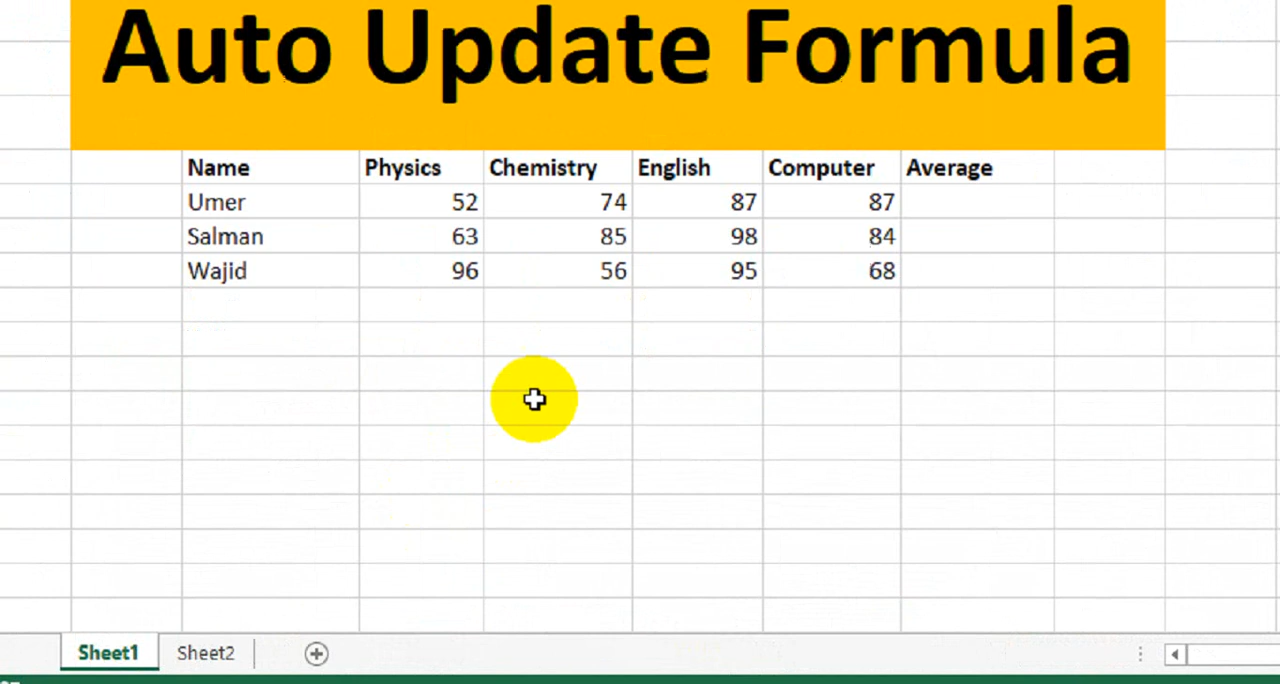 Auto Update Formula
Name Physics Chemistry English Computer Average
Umer 52 74 87 87
Salman 63 85 98 84
Wajid 96 56 95 68
Sheet1 Sheet2